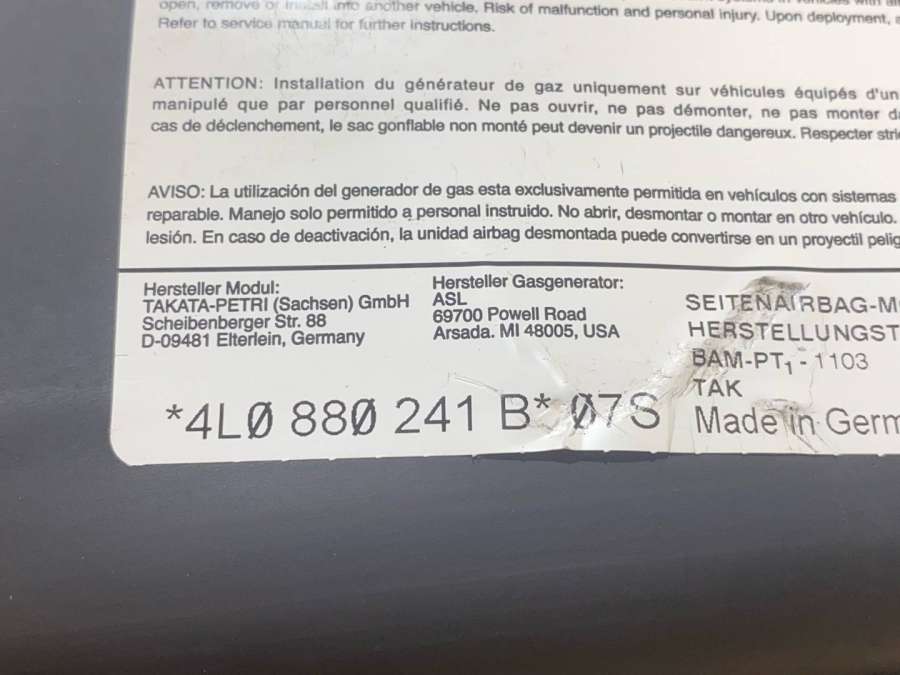 open, remove or install into another vehicle. Risk of malfunction and personal injury. Upon deployment,
Refer to service manual for further instructions.
ATTENTION: Installation du générateur de gaz uniquement sur véhicules équipés d'un
manipulé que par personnel qualifié. Ne pas ouvrir, ne pas démonter, ne pas monter
cas de déclenchement, le sac gonflable non monté peut devenir un projectile dangereux. Respecter
AVISO: La utilización del generador de gas esta exclusivamente permitida en vehículos con sistemas
reparable. Manejo solo permitido a personal instruido. No abrir, desmontar o montar en otro vehículo.
lesión. En caso de deactivación, la unidad airbag desmontada puede convertirse en un proyectil
Hersteller Modul:
TAKATA-PETRI (Sachsen) GmbH
Scheibenberger Str. 88
D-09481 Elterlein, Germany
Hersteller Gasgenerator:
ASL
69700 Powell Road
Arsada. MI 48005, USA
SEITENAIRBAG-M
HERSTELLUNGST
BAM-PT₁ - 1103
TAK
Made in Germ
*4L0 880 241 B* 07S